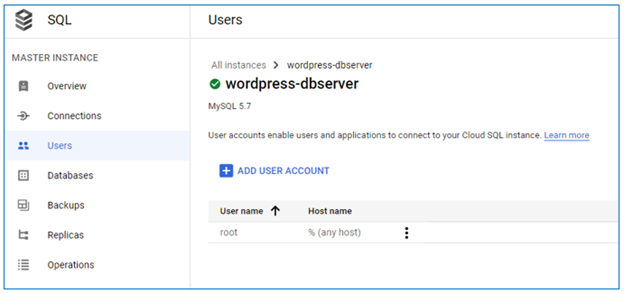 SQL
Users
MASTER INSTANCE
Overview
Connections
Users
Databases
Backups
Replicas
Operations
All instances > wordpress-dbserver
wordpress-dbserver
MySQL 5.7
User accounts enable users and applications to connect to your Cloud SQL instance. Learn more
ADD USER ACCOUNT
User name ↑ Host name
root % (any host)